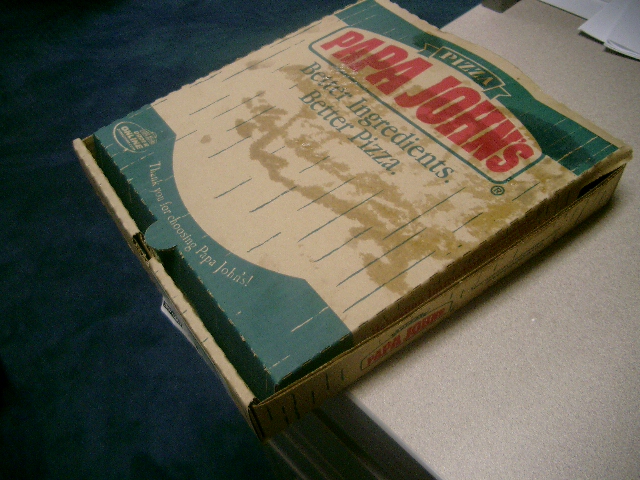 PIZZA
PAPA JOHNS
®
Better Ingredients.
Better Pizza.
Thank you for choosing Papa John's!
PAPA JOHNS